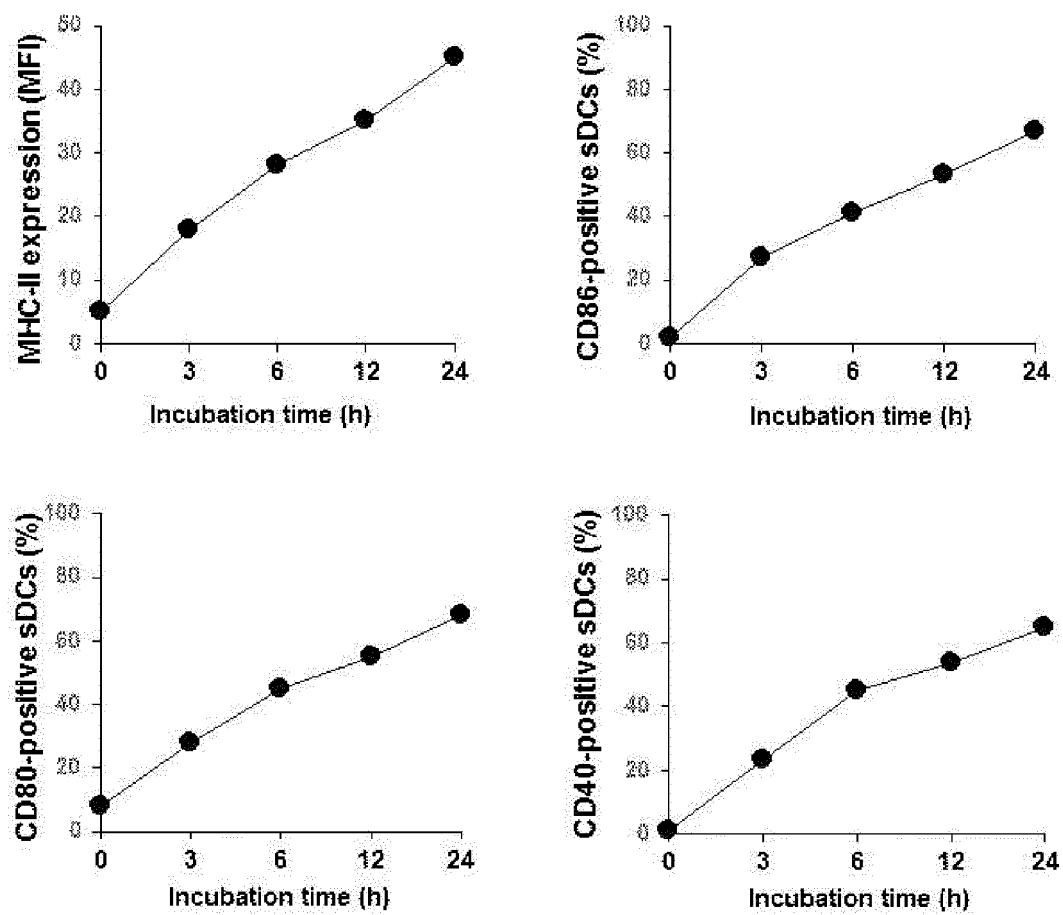 MHC-II expression (MFI)
50
40
30
20
10
0
0 3 6 12 24
Incubation time (h)
CD86-positive sDCs (%)
100
80
60
40
20
0
0 3 6 12 24
Incubation time (h)
CD80-positive sDCs (%)
100
80
60
40
20
0
0 3 6 12 24
Incubation time (h)
CD40-positive sDCs (%)
100
80
60
40
20
0
0 3 6 12 24
Incubation time (h)